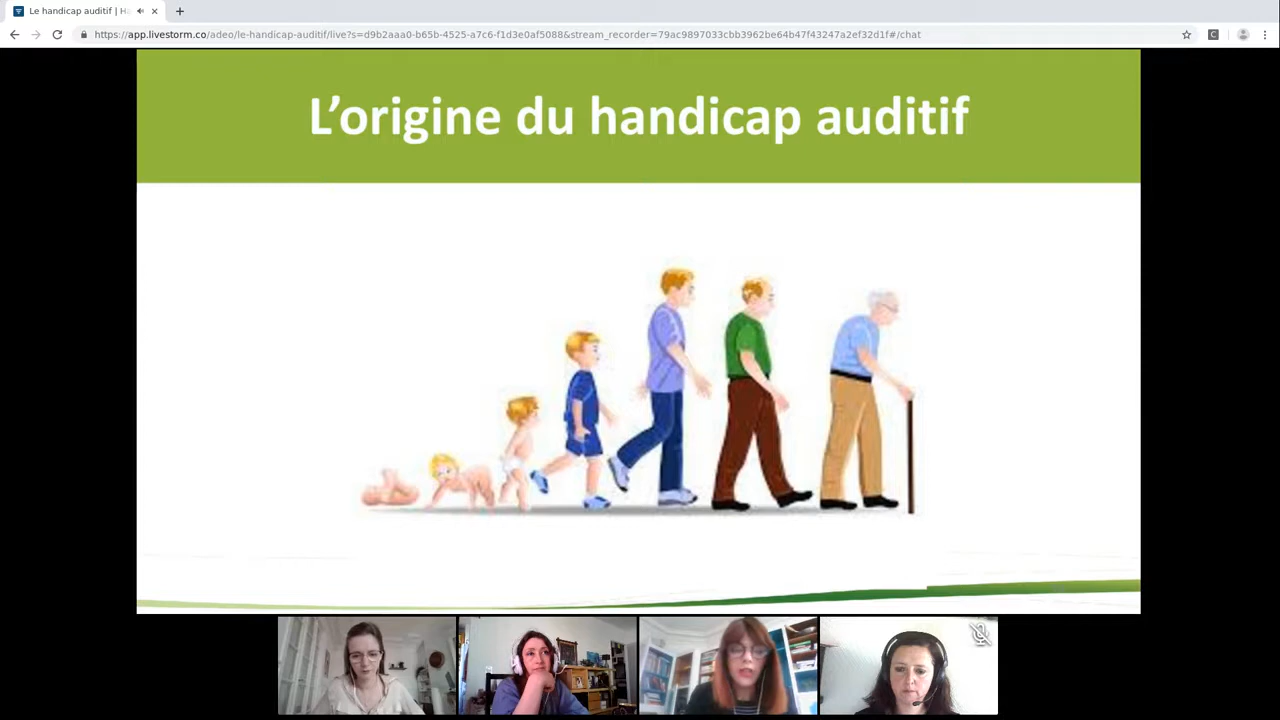 Le handicap auditif | Ha
https://app.livestorm.co/adeo/le-handicap-auditif/live?s=d9b2aaa0-b65b-4525-a7c6-f1d3e0af5088&stream_recorder=79ac9897033cbb3962be64b47f43247a2ef32d1f#/chat
L’origine du handicap auditif